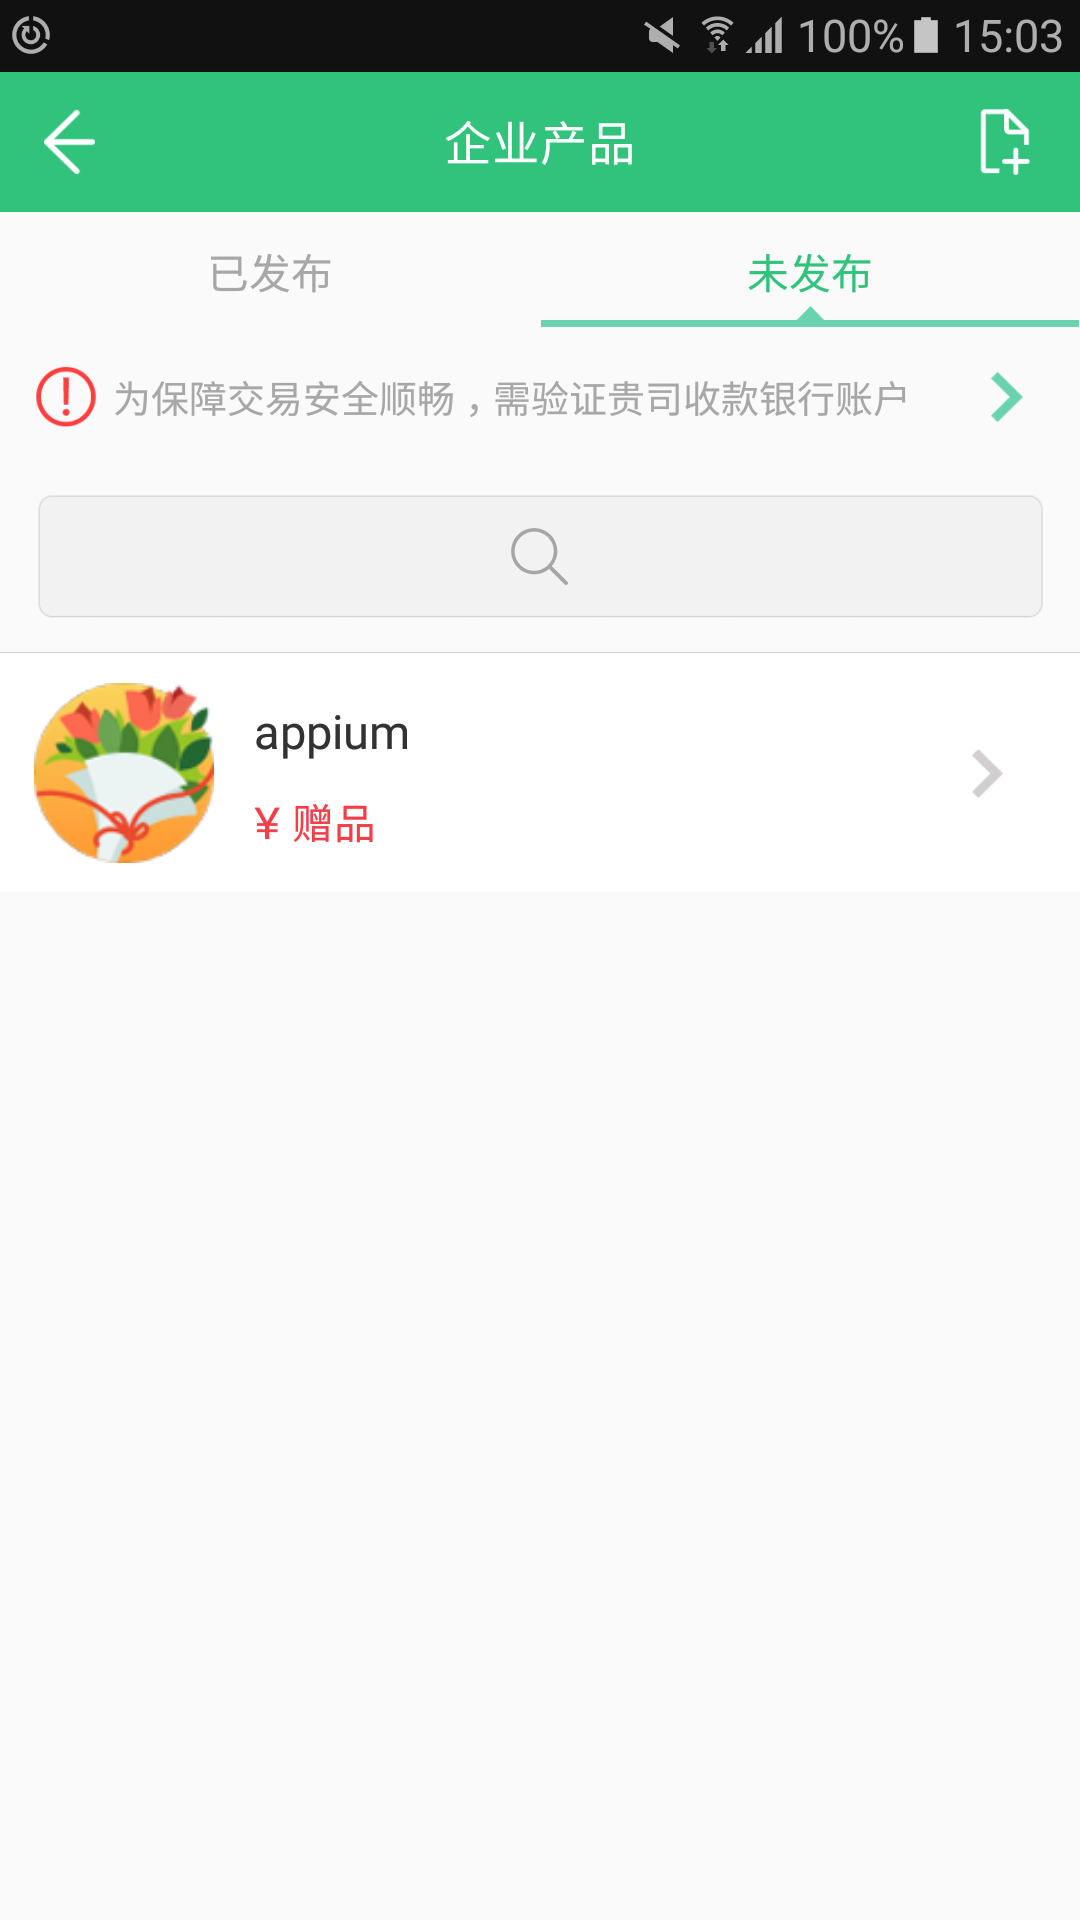 100% 15:03
企业产品
已发布 未发布
为保障交易安全顺畅，需验证贵司收款银行账户
appium
¥ 赠品